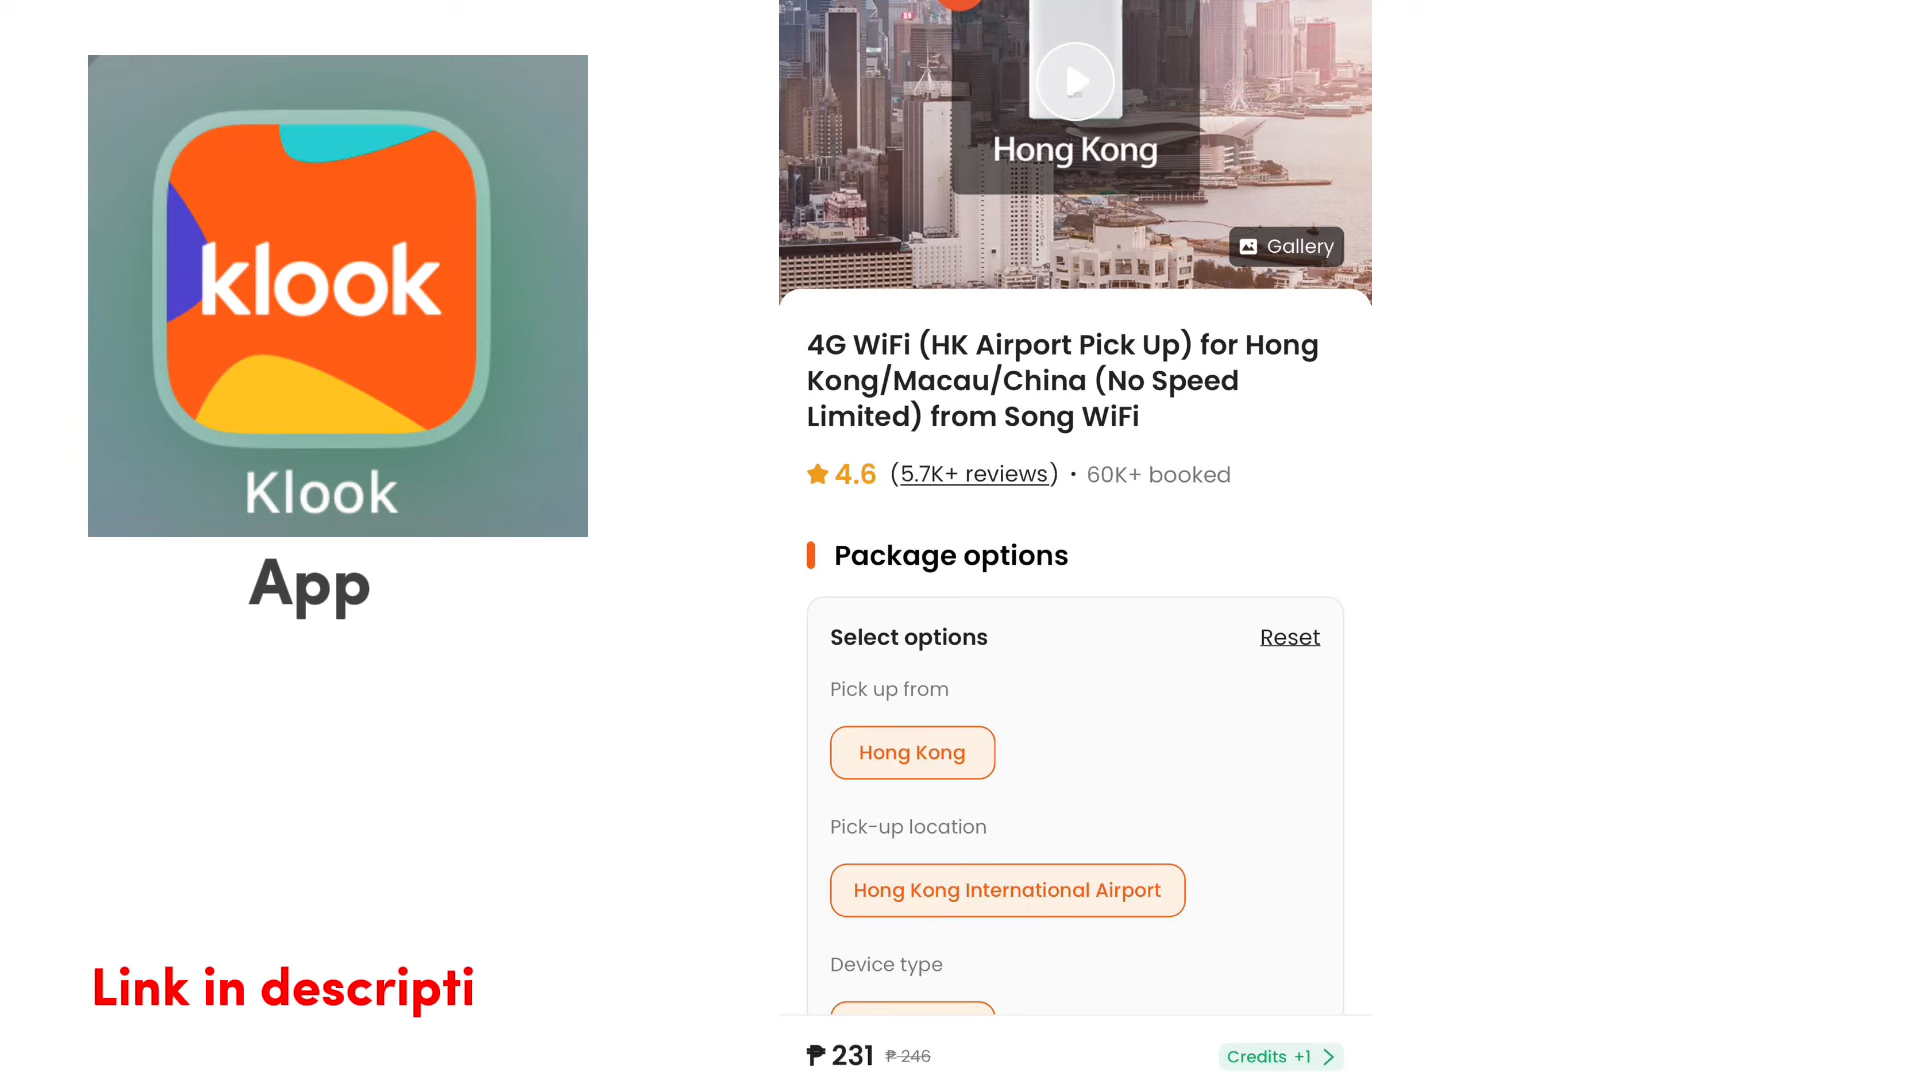 klook
Klook
App
Link in descripti
Hong Kong
Gallery
4G WiFi (HK Airport Pick Up) for Hong
Kong/Macau/China (No Speed
Limited) from Song WiFi
4.6 (5.7K+ reviews) • 60K+ booked
Package options
Select options
Reset
Pick up from
Hong Kong
Pick-up location
Hong Kong International Airport
Device type
₱ 231 ₱ 246
Credits +1